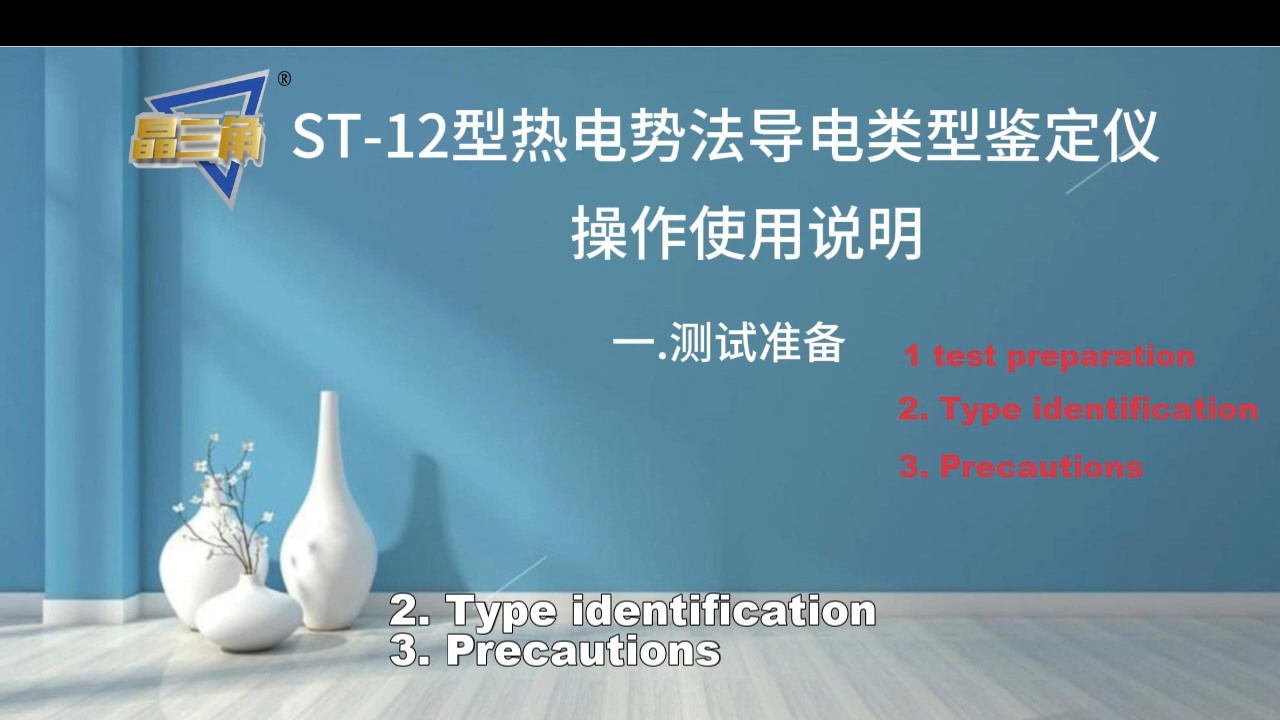 晶三角®
ST-12型热电势法导电类型鉴定仪
操作使用说明
一.测试准备
1 test preparation
2. Type identification
3. Precautions
2. Type identification
3. Precautions